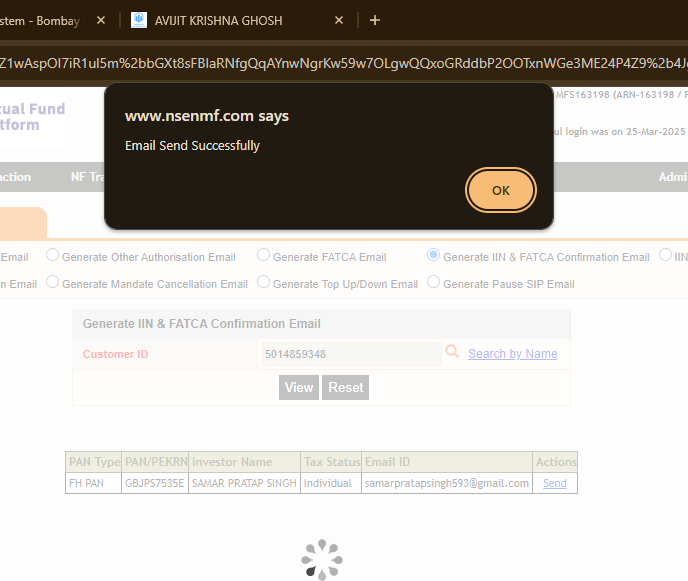 stem - Bombay
AVIJIT KRISHNA GHOSH
Z1wAspOI7iR1ul5m%2bbGXt8sFBIaRNfgQqAYnwNgrKw59w7OLgwQQxoGRddbP2OOTxnWGe3ME24P4Z9%2b4J
tual Fund
tform
MFS163198 (ARN-163198 /
ul login was on 25-Mar-2025
www.nsenmf.com says
Email Send Successfully
OK
action NF Tra Admi
Email Generate Other Authorisation Email Generate FATCA Email Generate IIN & FATCA Confirmation Email IIN
n Email Generate Mandate Cancellation Email Generate Top Up/Down Email Generate Pause SIP Email
Generate IIN & FATCA Confirmation Email
Customer ID 5014859348 Search by Name
View Reset
PAN Type PAN/PEKRN Investor Name Tax Status Email ID Actions
FH PAN GBJPS7535E SAMAR PRATAP SINGH Individual samarpratapsingh593@gmail.com Send